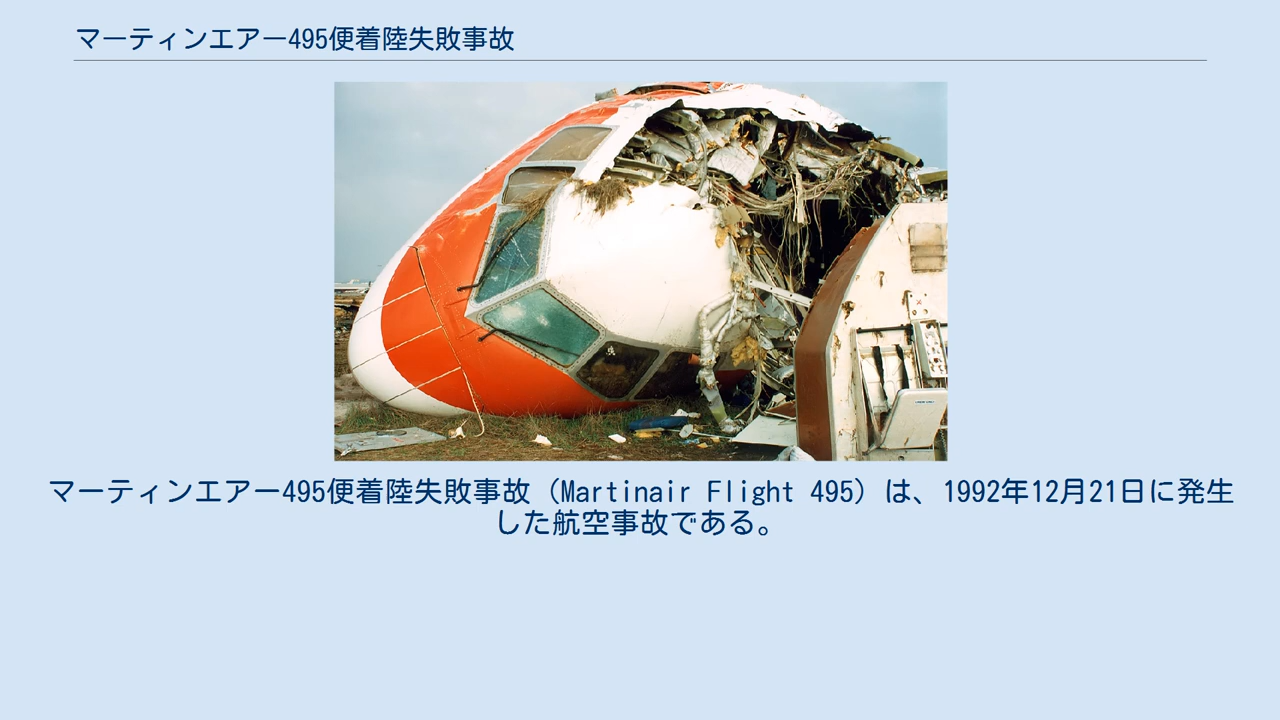 マーティンエアー495便着陸失敗事故
マーティンエアー495便着陸失敗事故（Martinair Flight 495）は、1992年12月21日に発生
した航空事故である。